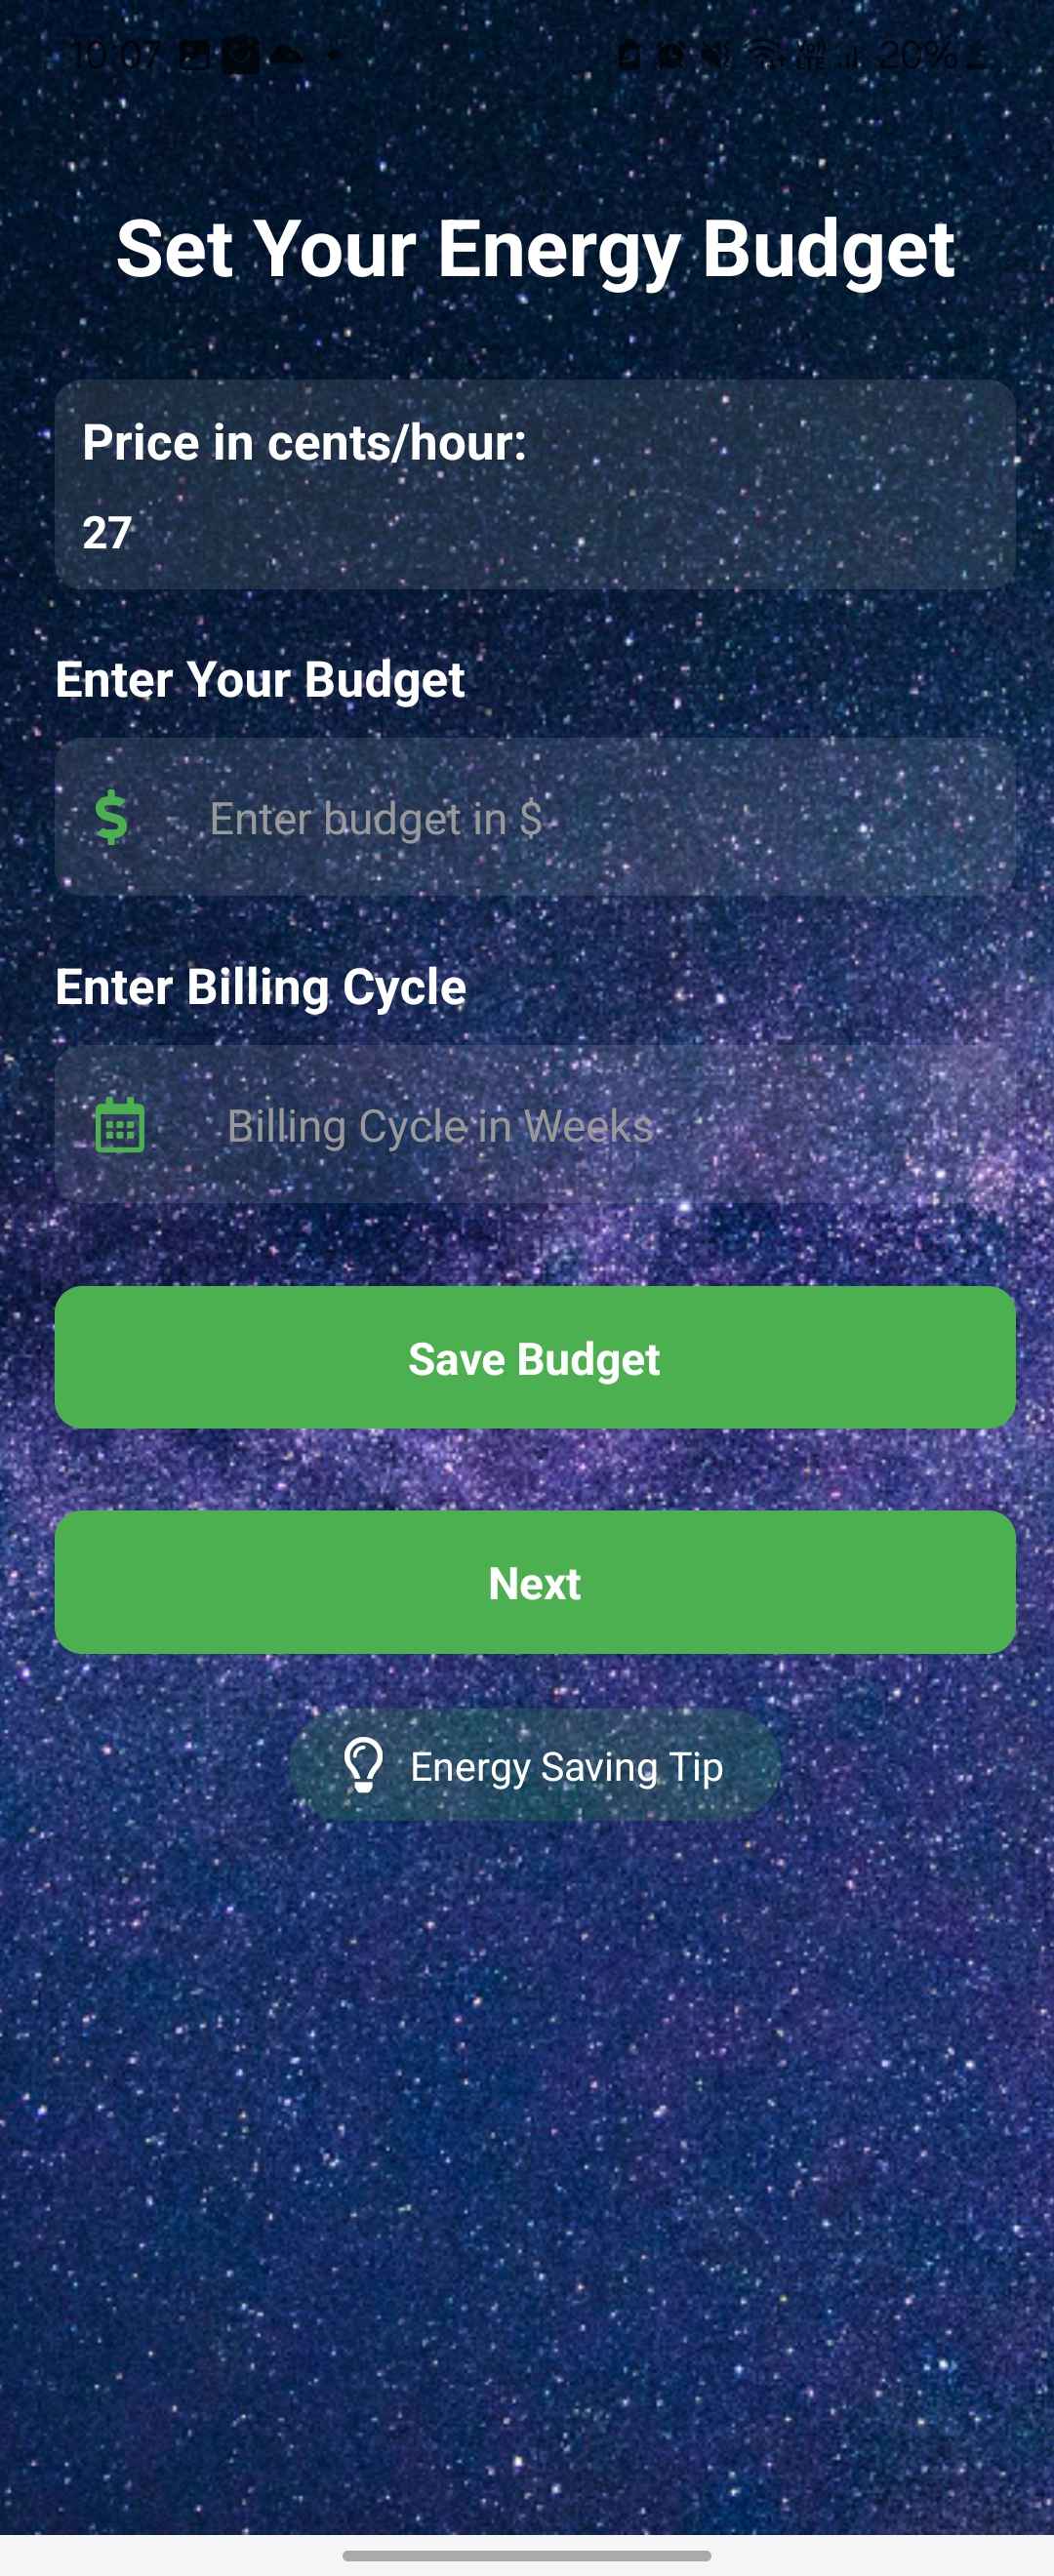 10:07 20%
Set Your Energy Budget
Price in cents/hour:
27
Enter Your Budget
$ Enter budget in $
Enter Billing Cycle
Billing Cycle in Weeks
Save Budget
Next
Energy Saving Tip